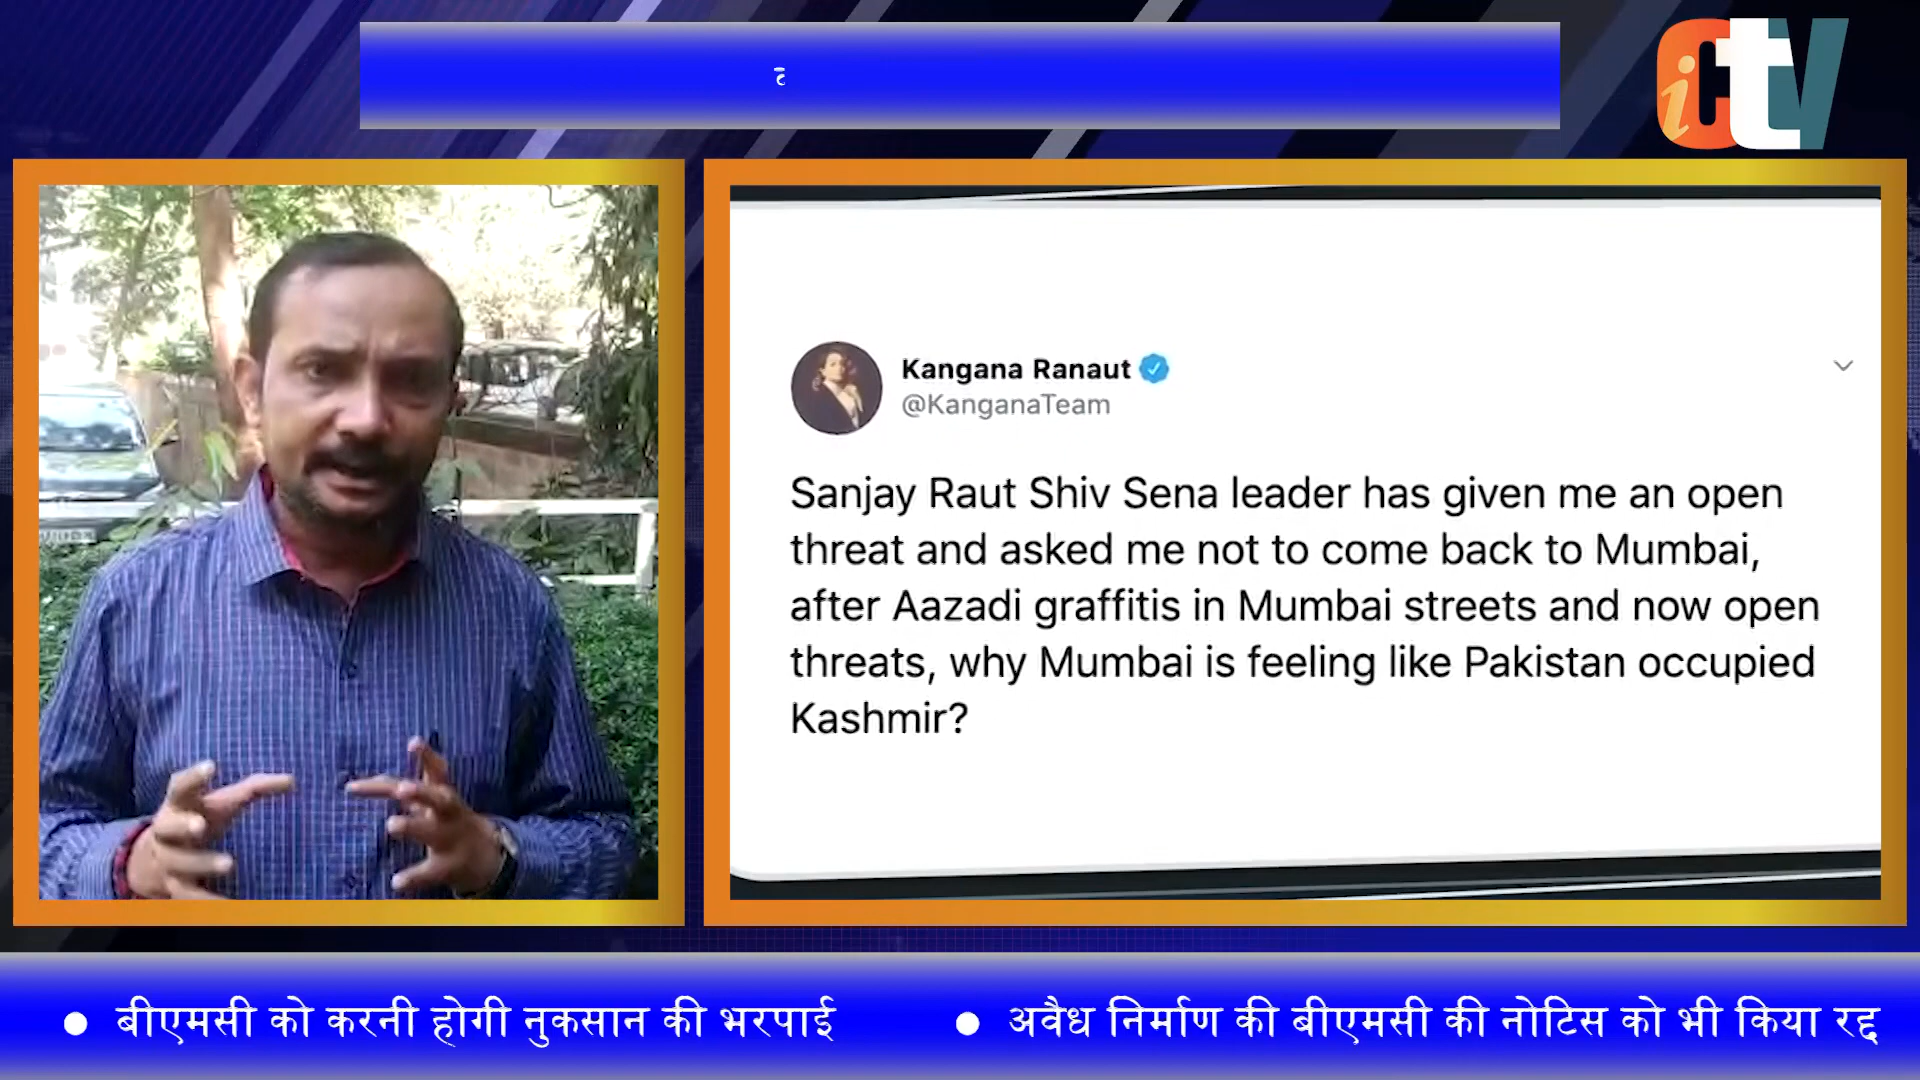 ictv
Kangana Ranaut
@KanganaTeam
Sanjay Raut Shiv Sena leader has given me an open
threat and asked me not to come back to Mumbai,
after Aazadi graffitis in Mumbai streets and now open
threats, why Mumbai is feeling like Pakistan occupied
Kashmir?
• बीएमसी को करनी होगी नुकसान की भरपाई • अवैध निर्माण की बीएमसी की नोटिस को भी किया रद्द